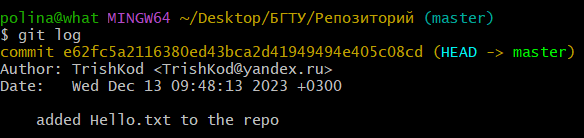 polina@what MINGW64 ~/Desktop/БГТУ/Репозиторий (master)
$ git log
commit e62fc5a2116380ed43bca2d41949494e405c08cd (HEAD -> master)
Author: TrishKod <TrishKod@yandex.ru>
Date:   Wed Dec 13 09:48:13 2023 +0300

    added Hello.txt to the repo